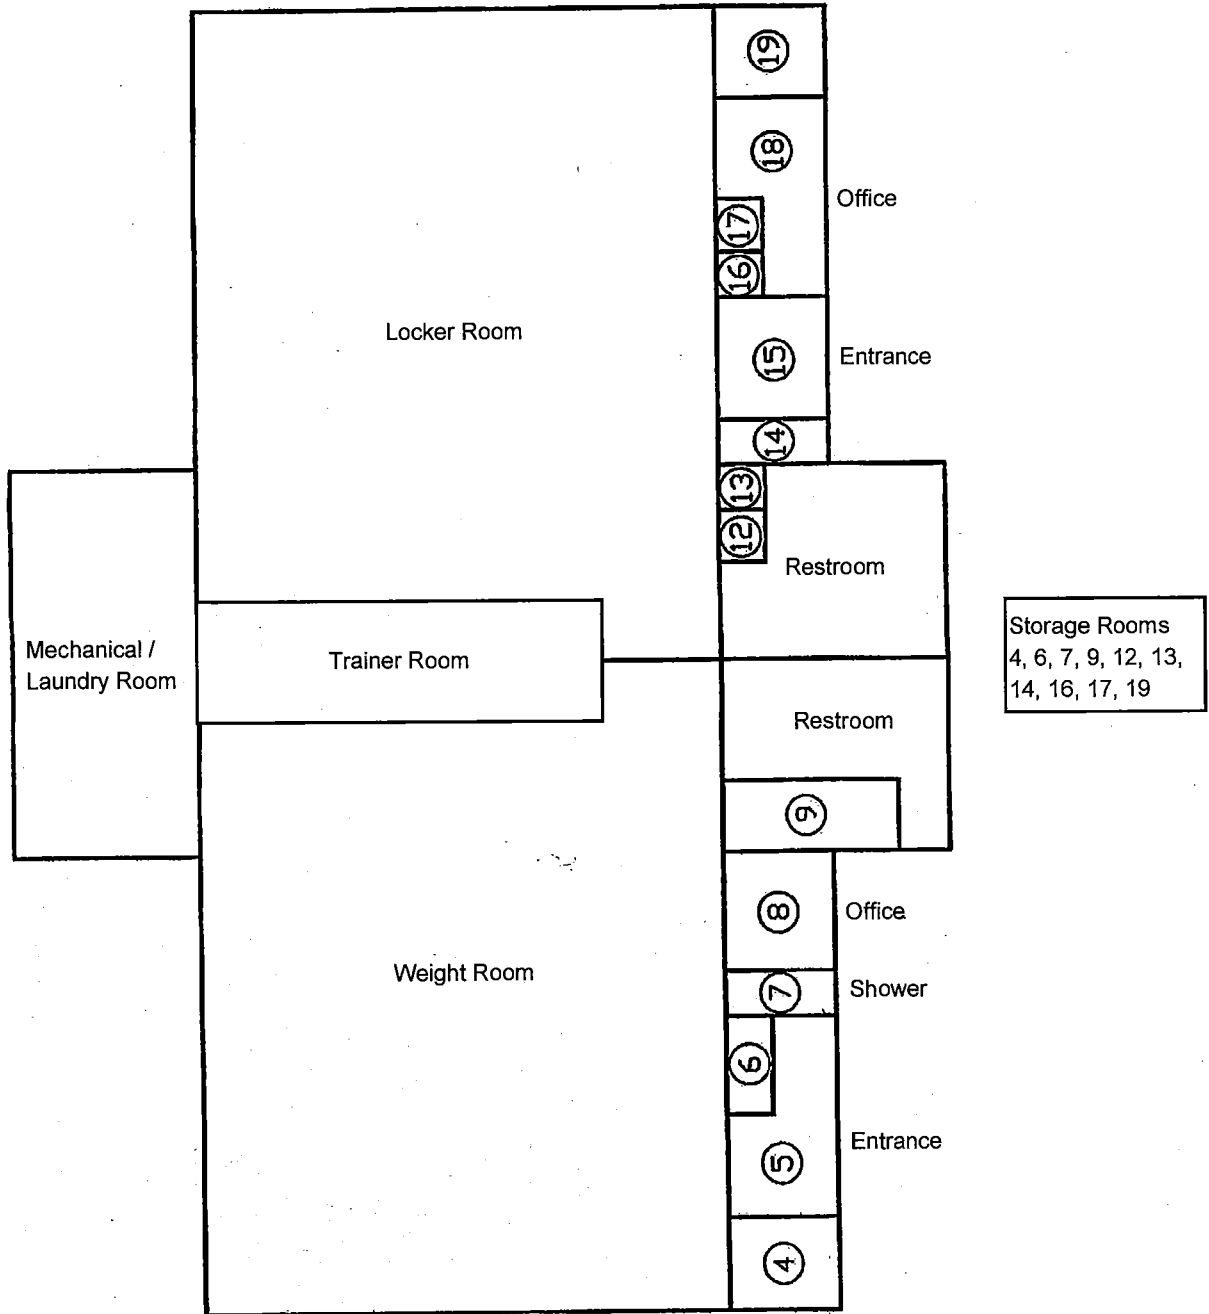 19
18
Office
17
16
Locker Room
15
Entrance
14
13
12
Restroom
Mechanical /
Laundry Room
Trainer Room
Storage Rooms
4, 6, 7, 9, 12, 13,
14, 16, 17, 19
Restroom
9
8
Office
Weight Room
7
Shower
6
Entrance
5
4